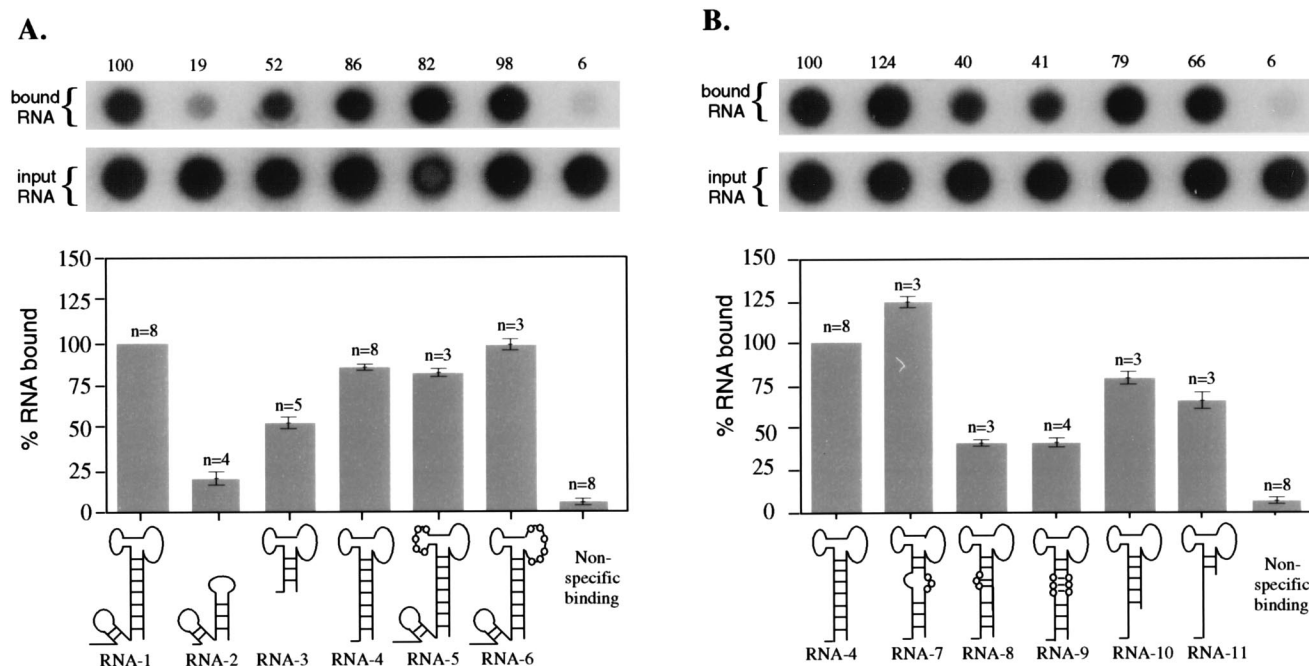 A.
100 19 52 86 82 98 6
bound
RNA
input
RNA
% RNA bound
150
125
100
75
50
25
0
n=8
n=4
n=5
n=8
n=3
n=3
n=8
RNA-1 RNA-2 RNA-3 RNA-4 RNA-5 RNA-6
Non-
specific
binding
B.
100 124 40 41 79 66 6
bound
RNA
input
RNA
% RNA bound
150
125
100
75
50
25
0
n=8
n=3
n=3
n=4
n=3
n=3
n=8
RNA-4 RNA-7 RNA-8 RNA-9 RNA-10 RNA-11
Non-
specific
binding